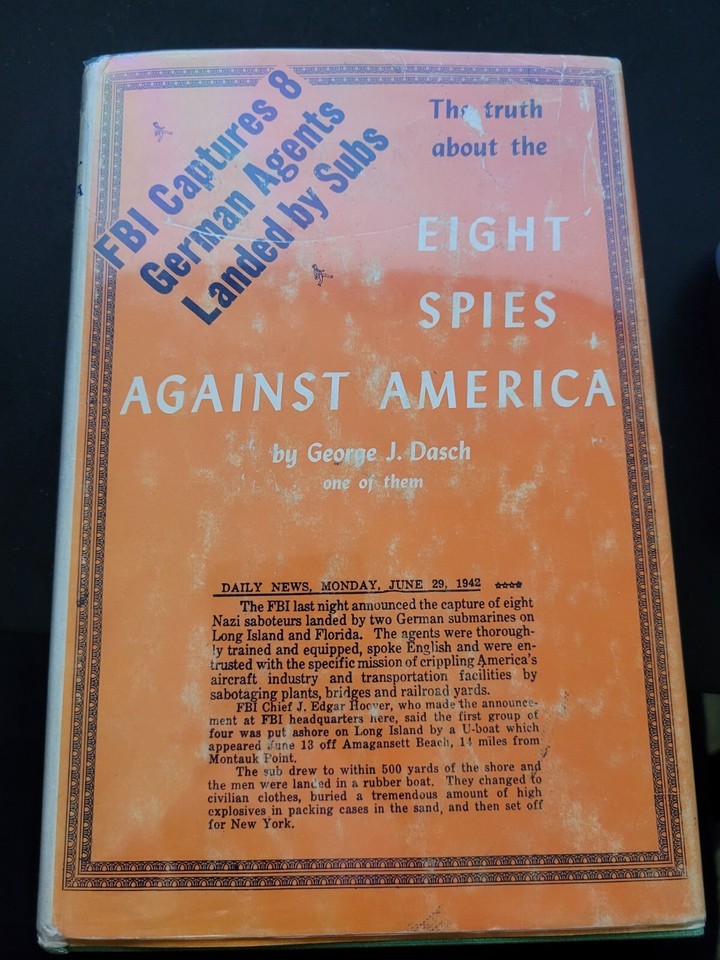 FBI Captures 8
German Agents
Landed by Subs
The truth
about the
EIGHT
SPIES
AGAINST AMERICA
by George J. Dasch
one of them
DAILY NEWS, MONDAY, JUNE 29, 1942 ☆☆☆☆
The FBI last night announced the capture of eight
Nazi saboteurs landed by two German submarines on
Long Island and Florida. The agents were thorough-
ly trained and equipped, spoke English and were en-
trusted with the specific mission of crippling America's
aircraft industry and transportation facilities by
sabotaging plants, bridges and railroad yards.
FBI Chief J. Edgar Hoover, who made the announce-
ment at FBI headquarters here, said the first group of
four was put ashore on Long Island by a U-boat which
appeared June 13 off Amagansett Beach, 14 miles from
Montauk Point.
The sub drew to within 500 yards of the shore and
the men were landed in a rubber boat. They changed to
civilian clothes, buried a tremendous amount of high
explosives in packing cases in the sand, and then set off
for New York.